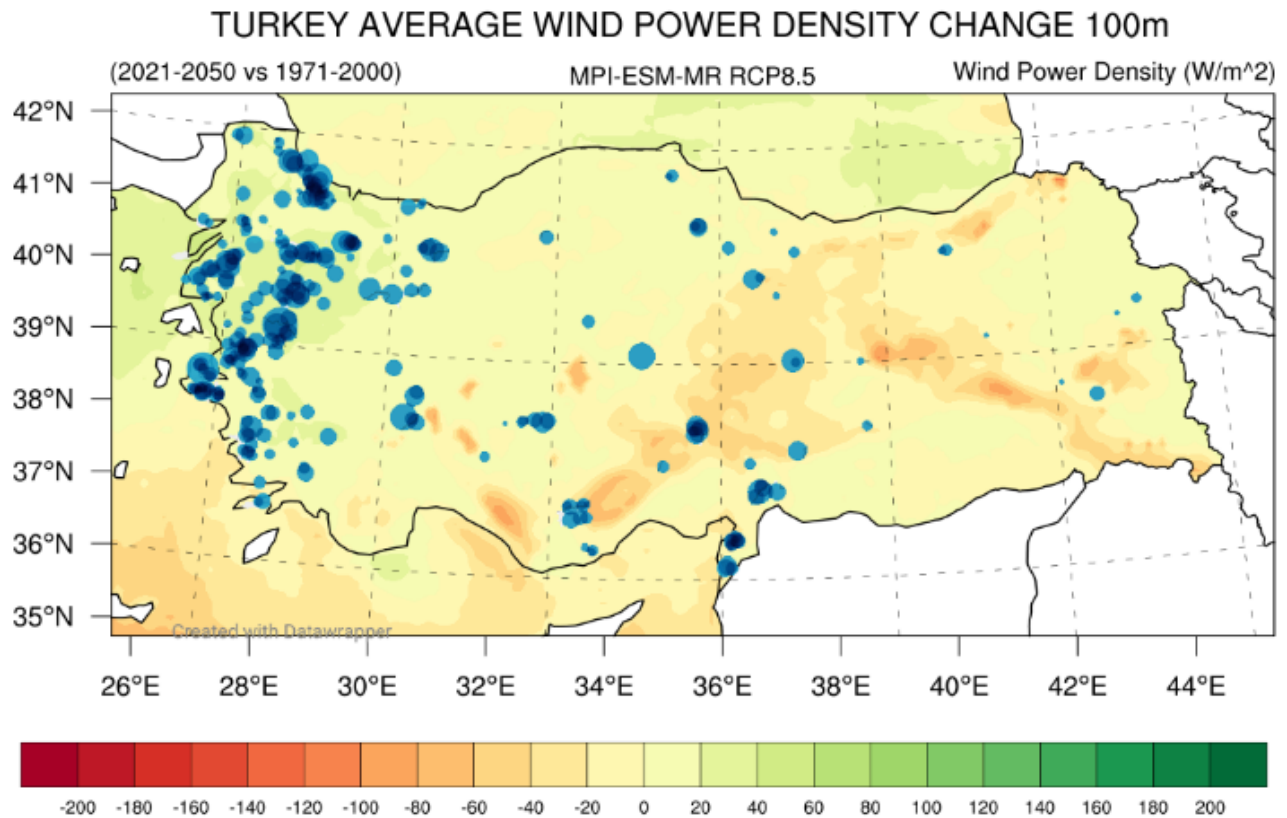 TURKEY AVERAGE WIND POWER DENSITY CHANGE 100m
(2021-2050 vs 1971-2000) MPI-ESM-MR RCP8.5 Wind Power Density (W/m^2)
42°N
41°N
40°N
39°N
38°N
37°N
36°N
35°N
Created with Datawrapper
26°E 28°E 30°E 32°E 34°E 36°E 38°E 40°E 42°E 44°E
-200 -180 -160 -140 -120 -100 -80 -60 -40 -20 0 20 40 60 80 100 120 140 160 180 200